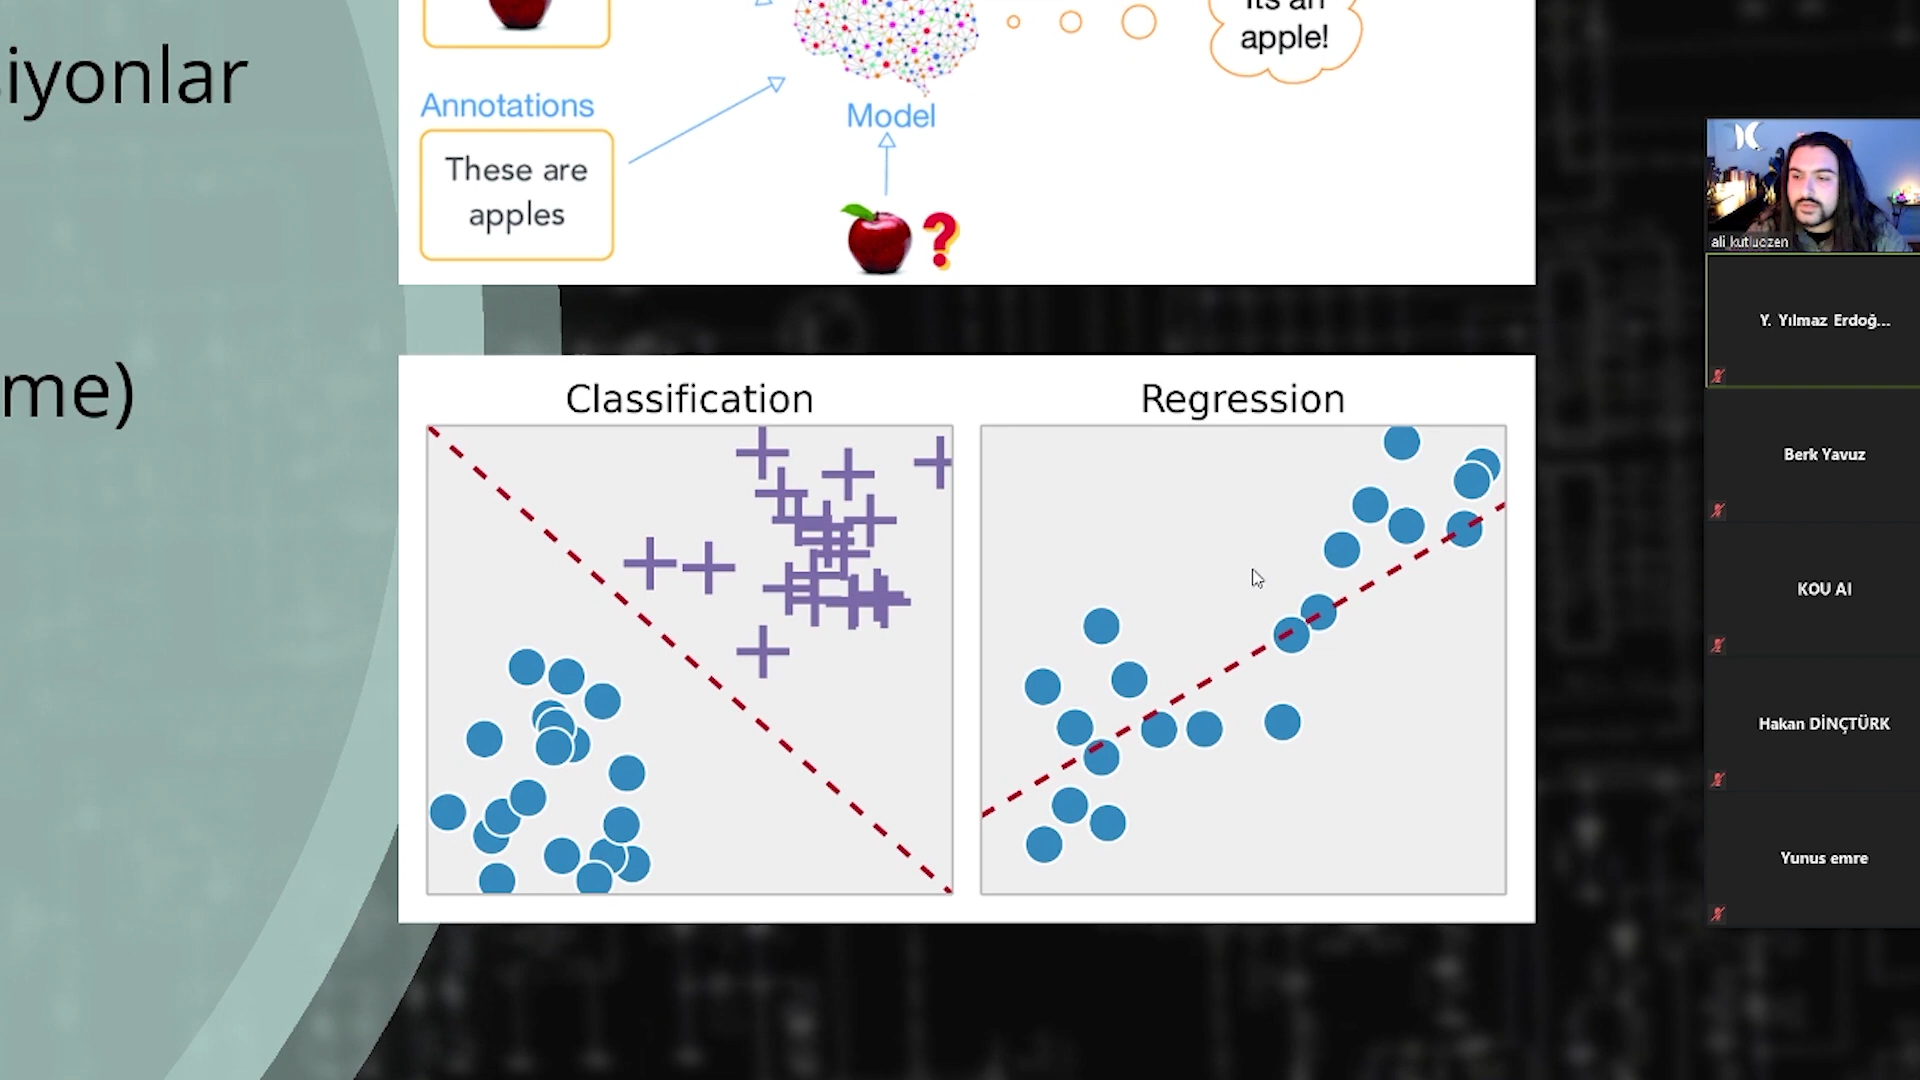 siyonlar
me)
apple!
Annotations
These are
apples
Model
?
Classification
Regression
ali kutluozen
Y. Yılmaz Erdoğ...
Berk Yavuz
KOU AI
Hakan DİNÇTÜRK
Yunus emre